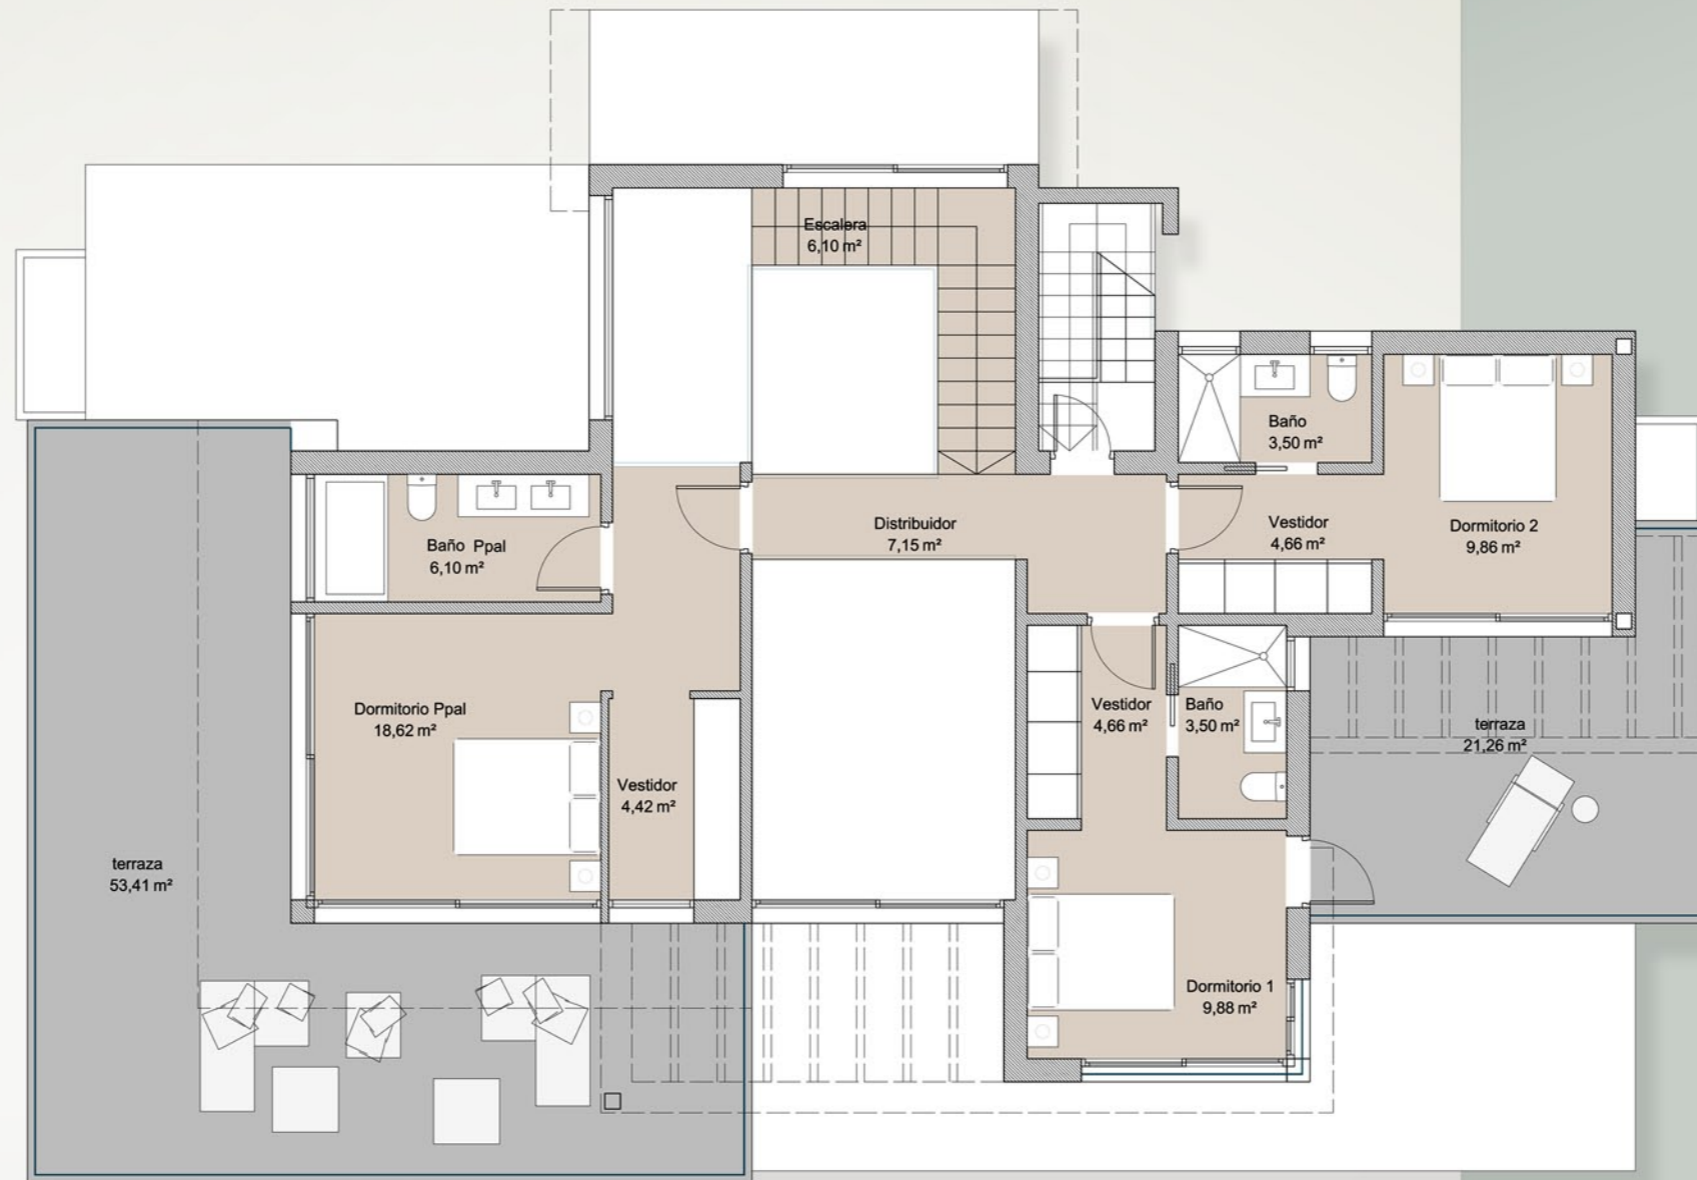 Escalera
6,10 m²
Baño
3,50 m²
Distribuidor
7,15 m²
Vestidor
4,66 m²
Dormitorio 2
9,86 m²
Baño Ppal
6,10 m²
Dormitorio Ppal
18,62 m²
Vestidor
4,66 m²
Baño
3,50 m²
terraza
21,26 m²
Vestidor
4,42 m²
terraza
53,41 m²
Dormitorio 1
9,88 m²